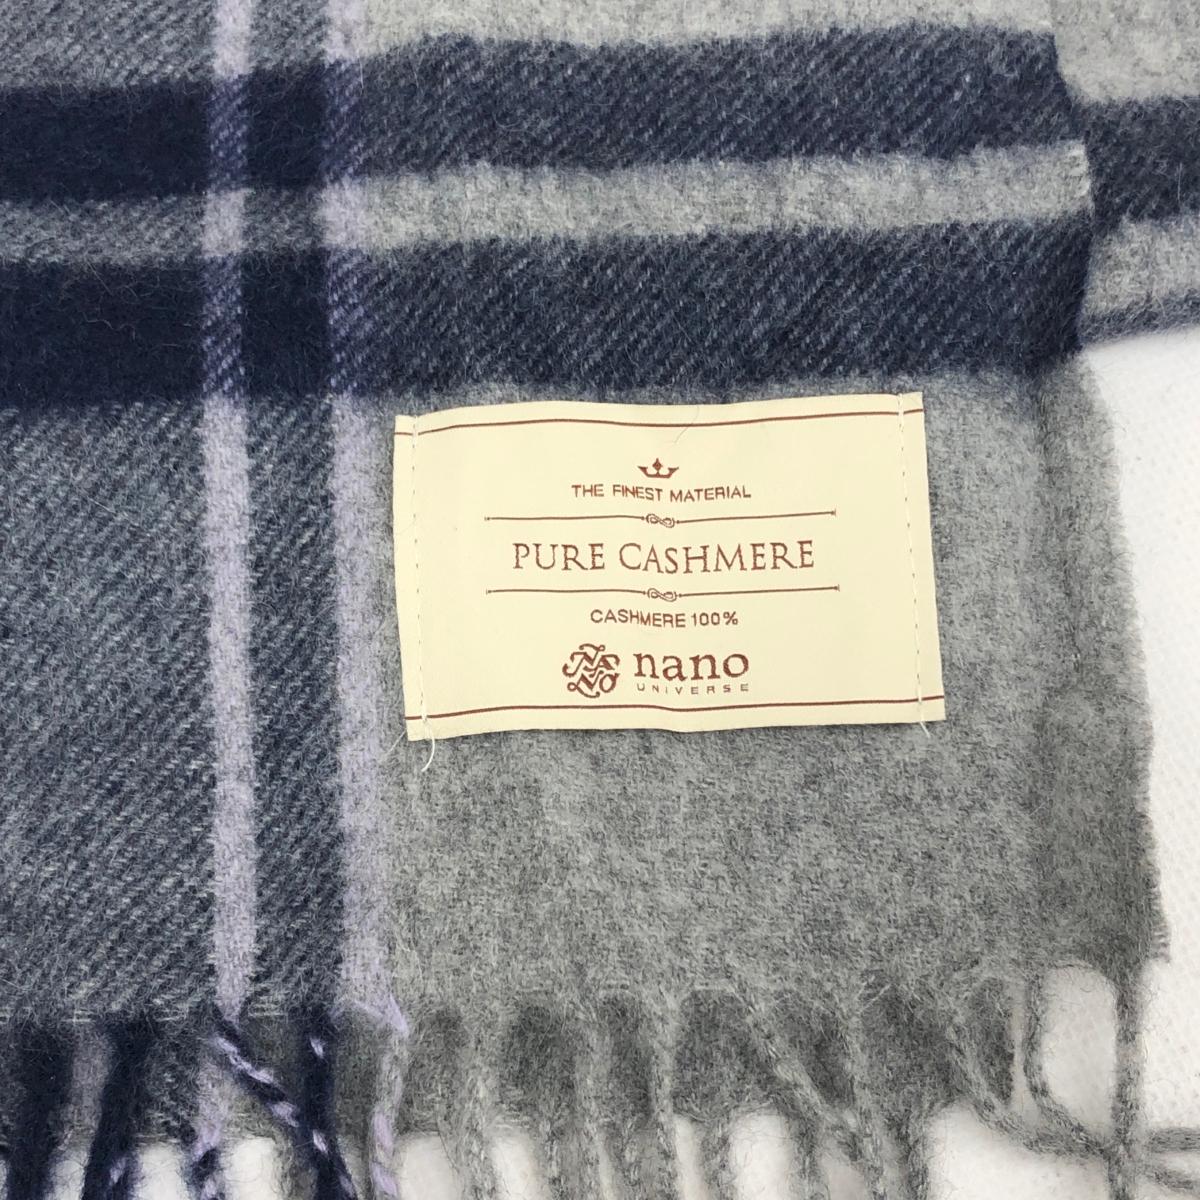 THE FINEST MATERIAL
PURE CASHMERE
CASHMERE 100%
nano
UNIVERSE